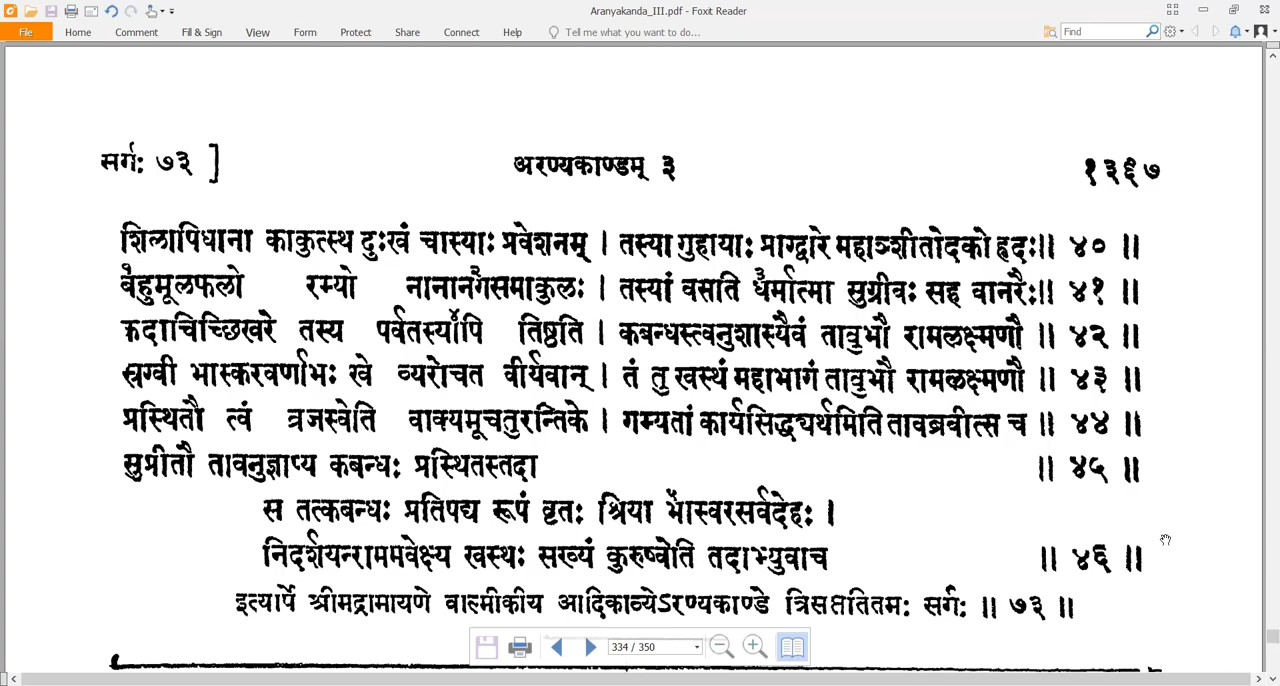 Aranyakanda_III.pdf - Foxit Reader
File Home Comment Fill & Sign View Form Protect Share Connect Help Tell me what you want to do... Find
सर्गः ७३ ] अरण्यकाण्डम् ३ १३६७
शिलापिधाना काकुत्स्थ दुःखं चास्याः प्रवेशनम् । तस्या गुहायाः प्राग्द्वारे महाञ्शीतोदको ह्रदः॥ ४० ॥
बहुमूलफलो रम्यो नानानगसमाकुलः । तस्यां वसति धर्मात्मा सुग्रीवः सह वानरैः॥ ४१ ॥
कदाचिच्छिखरे तस्य पर्वतस्यापि तिष्ठति । कबन्धस्त्वनुशास्यैवं तावुभौ रामलक्ष्मणौ ॥ ४२ ॥
स्रग्वी भास्करवर्णाभः खे व्यरोचत वीर्यवान् । तं तु खस्थं महाभागं तावुभौ रामलक्ष्मणौ ॥ ४३ ॥
प्रस्थितौ त्वं व्रजस्वेति वाक्यमूचतुरन्तिके । गम्यतां कार्यसिद्ध्यर्थमिति तावब्रवीत्स च ॥ ४४ ॥
सुप्रीतौ तावनुज्ञाप्य कबन्धः प्रस्थितस्तदा ॥ ४५ ॥
स तत्कबन्धः प्रतिपद्य रूपं वृतः श्रिया भास्वरसर्वदेहः ।
निदर्शयन्राममवेक्ष्य खस्थः सख्यं कुरुष्वेति तदाभ्युवाच ॥ ४६ ॥
इत्यार्षे श्रीमद्रामायणे वाल्मीकीय आदिकाव्येऽरण्यकाण्डे त्रिसप्ततितमः सर्गः ॥ ७३ ॥
334 / 350